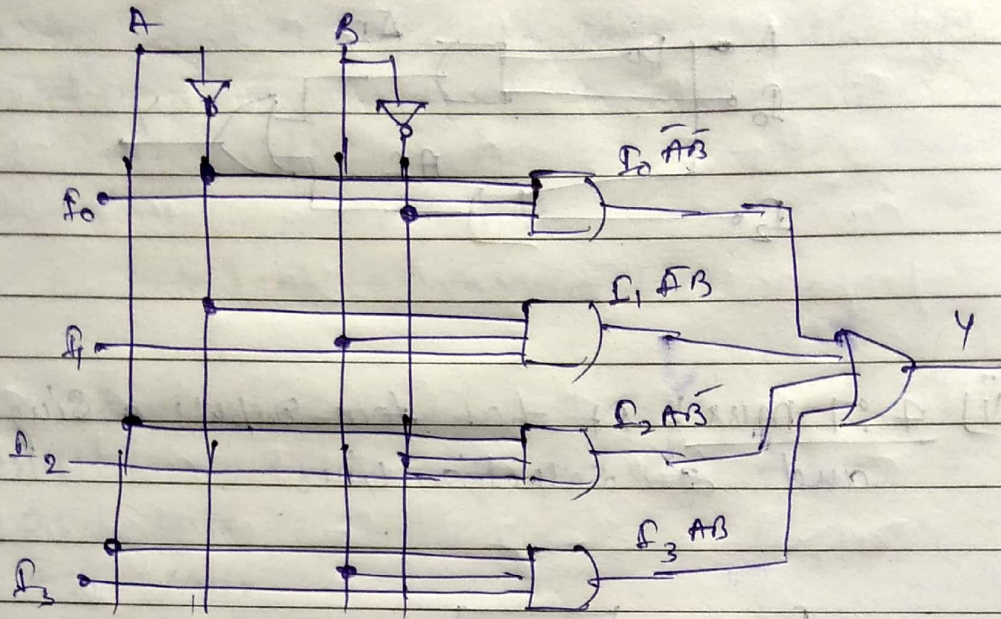 A B
I₀ A̅B̅
I₀
I₁ A̅B
Y
I₁
I₂ AB̅
I₂
I₃ AB
I₃